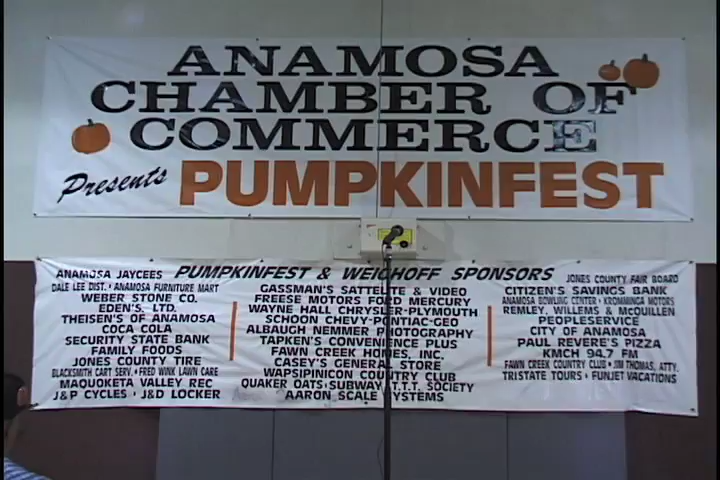 ANAMOSA
CHAMBER OF
COMMERCE
Presents PUMPKINFEST
PUMPKINFEST & WEIGHOFF SPONSORS
ANAMOSA JAYCEES
DALE LEE DIST. · ANAMOSA FURNITURE MART
WEBER STONE CO.
EDEN'S, LTD.
THEISEN'S OF ANAMOSA
COCA COLA
SECURITY STATE BANK
FAMILY FOODS
JONES COUNTY TIRE
BLACKSMITH CART SERV. · FRED WINK LAWN CARE
MAQUOKETA VALLEY REC
J&P CYCLES · J&D LOCKER
GASSMAN'S SATTELITE & VIDEO
FREESE MOTORS FORD MERCURY
WAYNE HALL CHRYSLER-PLYMOUTH
SCHOON CHEVY-PONTIAC-GEO
ALBAUGH NEMMER PHOTOGRAPHY
TAPKEN'S CONVENIENCE PLUS
FAWN CREEK HOMES, INC.
CASEY'S GENERAL STORE
WAPSIPINICON COUNTRY CLUB
QUAKER OATS · SUBWAY · T.T.T. SOCIETY
AARON SCALE SYSTEMS
JONES COUNTY FAIR BOARD
CITIZEN'S SAVINGS BANK
ANAMOSA BOWLING CENTER · KROMMINGA MOTORS
REMLEY, WILLEMS & McQUILLEN
PEOPLESERVICE
CITY OF ANAMOSA
PAUL REVERE'S PIZZA
KMCH 94.7 FM
FAWN CREEK COUNTRY CLUB · JIM THOMAS, ATTY.
TRISTATE TOURS · FUNJET VACATIONS